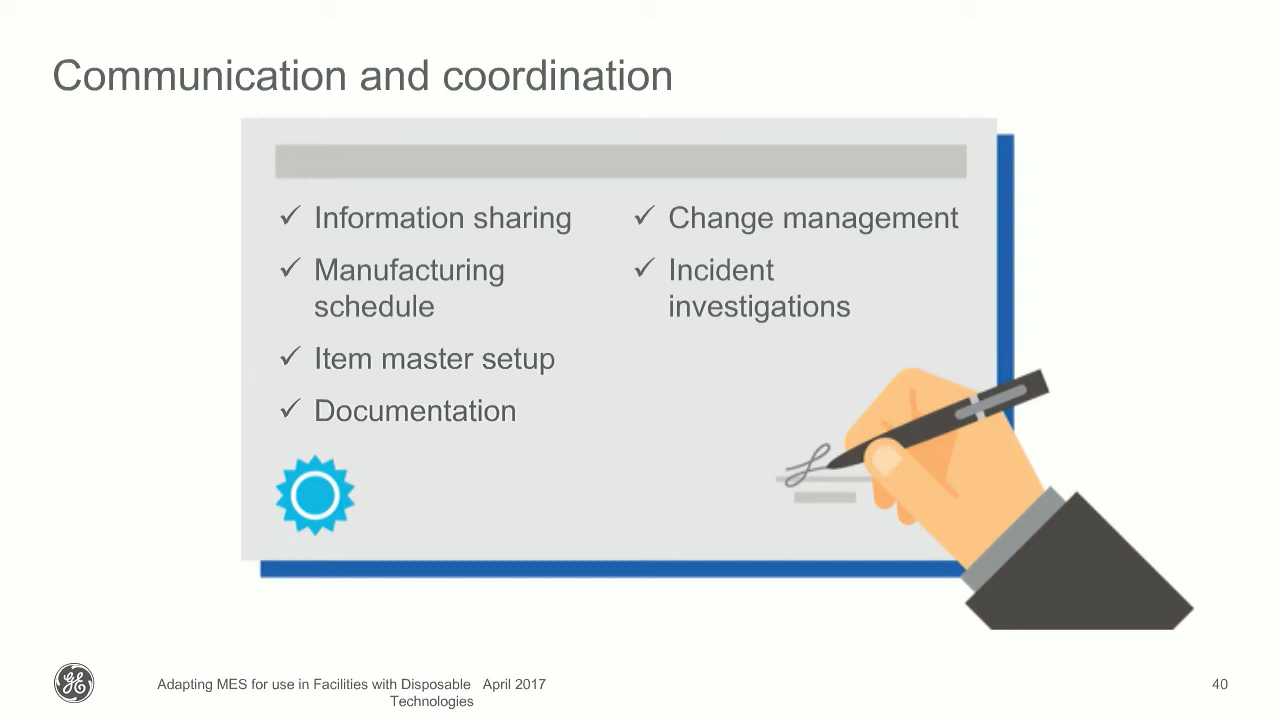 Communication and coordination
✓ Information sharing
✓ Manufacturing
schedule
✓ Item master setup
✓ Documentation
✓ Change management
✓ Incident
investigations
Adapting MES for use in Facilities with Disposable April 2017
Technologies
40